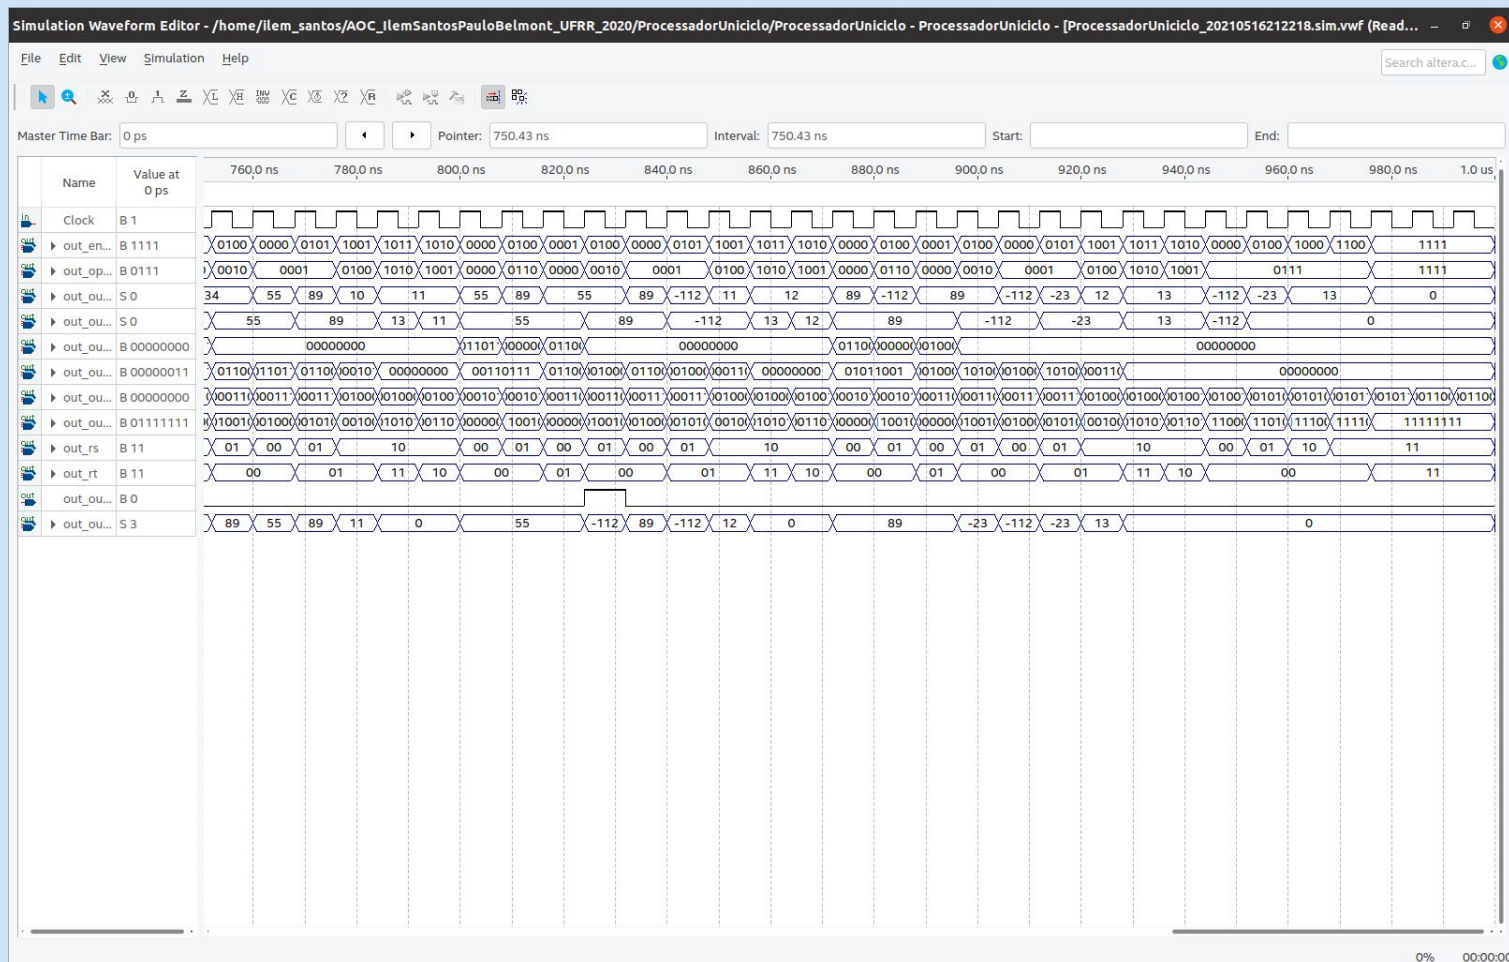 Simulation Waveform Editor - /home/ilem_santos/AOC_IlemSantosPauloBelmont_UFRR_2020/ProcessadorUniciclo/ProcessadorUniciclo - ProcessadorUniciclo - [ProcessadorUniciclo_20210516212218.sim.vwf (Read...
File Edit View Simulation Help
Search altera.c...
Master Time Bar: 0 ps Pointer: 750.43 ns Interval: 750.43 ns Start: End:
Name Value at 0 ps 760.0 ns 780.0 ns 800.0 ns 820.0 ns 840.0 ns 860.0 ns 880.0 ns 900.0 ns 920.0 ns 940.0 ns 960.0 ns 980.0 ns 1.0 us
Clock B 1
out_en... B 1111 0100 0000 0101 1001 1011 1010 0000 0100 0001 0100 0000 0101 1001 1011 1010 0000 0100 0001 0100 0000 0101 1001 1011 1010 0000 0100 1000 1100 1111
out_op... B 0111 0010 0001 0100 1010 1001 0000 0110 0000 0010 0001 0100 1010 1001 0000 0110 0000 0010 0001 0100 1010 1001 0111 1111
out_ou... S 0 34 55 89 10 11 55 89 55 89 -112 11 12 89 -112 89 -112 -23 12 13 -112 -23 13 0
out_ou... S 0 55 89 13 11 55 89 -112 13 12 89 -112 -23 13 -112 0
out_ou... B 00000000 00000000 00000000 00000000
out_ou... B 00000011 00000000 00110111 00000000 01011001 00000000
out_ou... B 00000000
out_ou... B 01111111 11111111
out_rs B 11 01 00 01 10 00 01 00 01 00 01 10 00 01 00 01 00 01 10 00 01 10 11
out_rt B 11 00 01 11 10 00 01 00 01 11 10 00 01 00 01 11 10 00 11
out_ou... B 0
out_ou... S 3 89 55 89 11 0 55 -112 89 -112 12 0 89 -23 -112 -23 13 0
0% 00:00:0